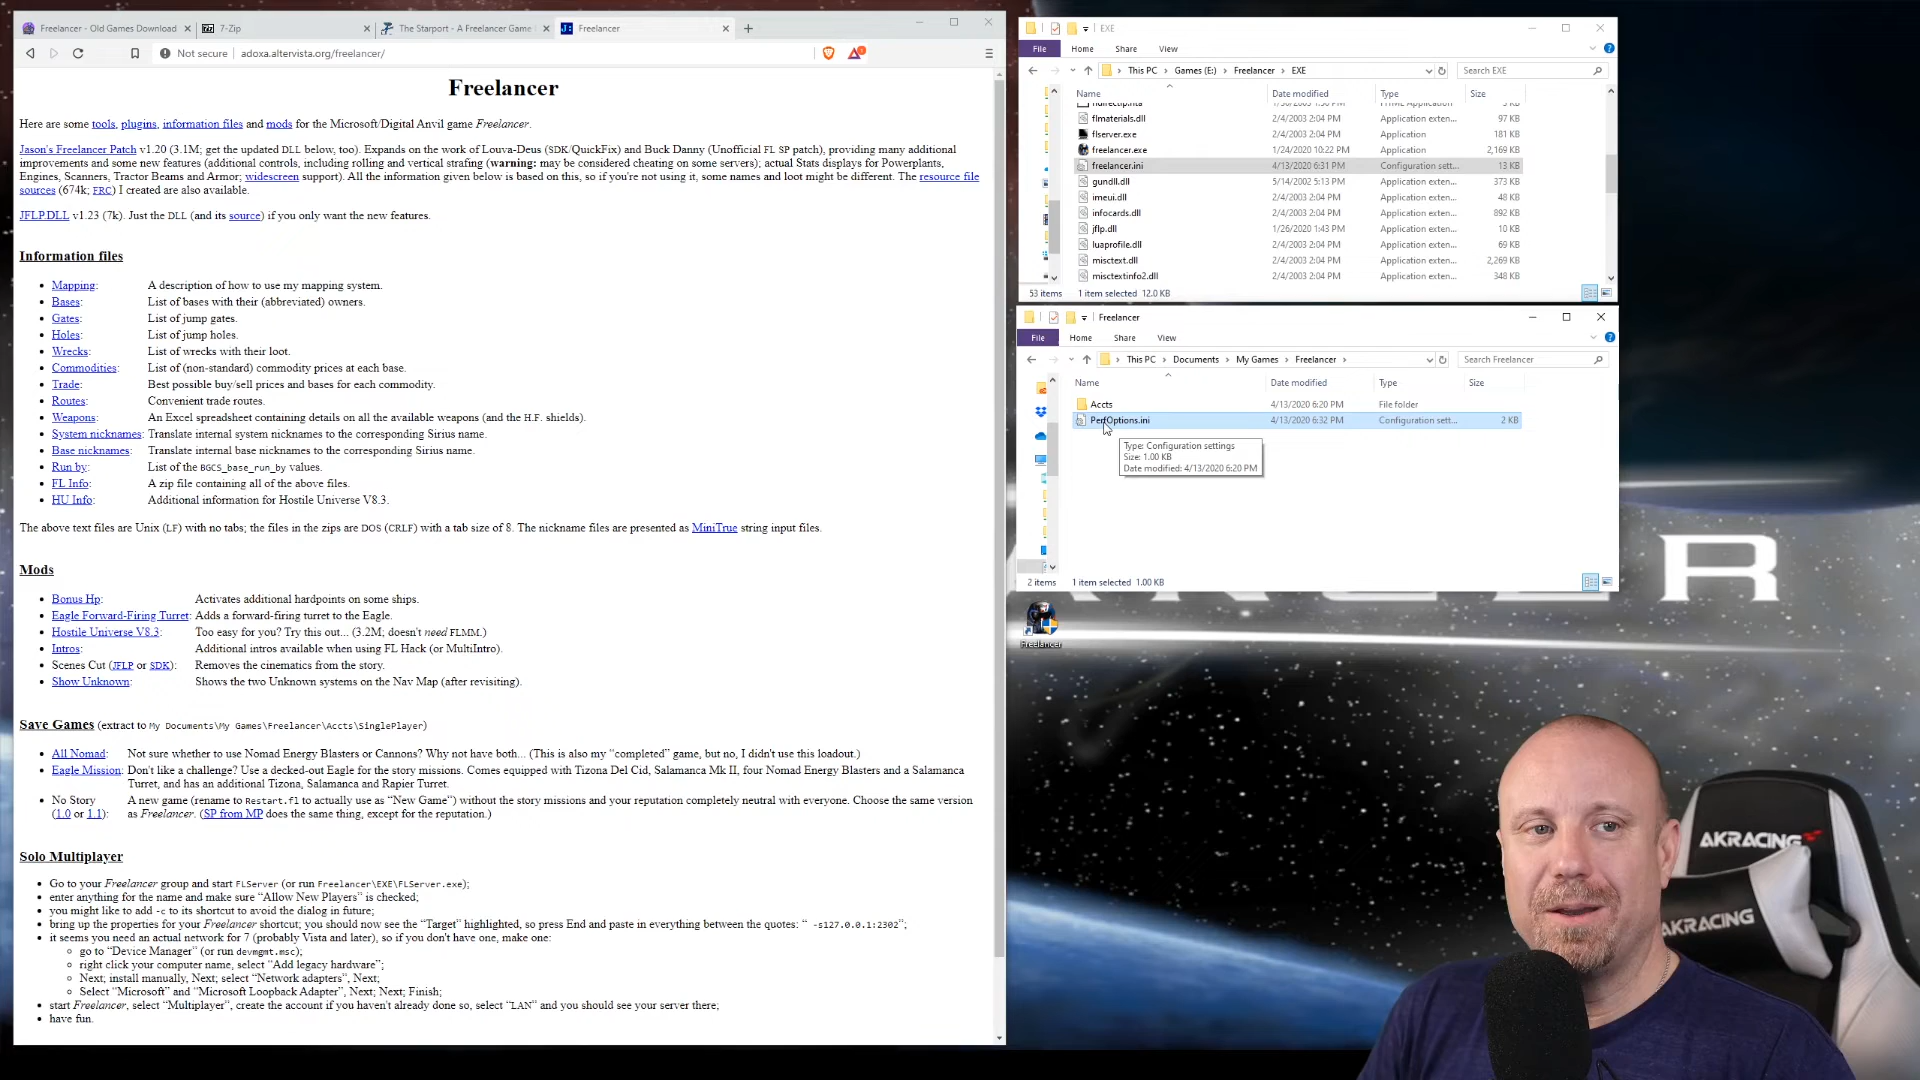 Freelancer - Old Games Download
7-Zip
The Starport - A Freelancer Game
Freelancer
Not secure
adoxa.altervista.org/freelancer/
Freelancer
Here are some tools, plugins, information files and mods for the Microsoft/Digital Anvil game Freelancer.
Jason's Freelancer Patch v1.20 (3.1M; get the updated DLL below, too). Expands on the work of Louva-Deus (SDK/QuickFix) and Buck Danny (Unofficial FL SP patch), providing many additional
improvements and some new features (additional controls, including rolling and vertical strafing (warning: may be considered cheating on some servers); actual Stats displays for Powerplants,
Engines, Scanners, Tractor Beams and Armor; widescreen support). All the information given below is based on this, so if you're not using it, some names and loot might be different. The resource file
sources (674k; FRC) I created are also available.
JFLP.DLL v1.23 (7k). Just the DLL (and its source) if you only want the new features.
Information files
Mapping: A description of how to use my mapping system.
Bases: List of bases with their (abbreviated) owners.
Gates: List of jump gates.
Holes: List of jump holes.
Wrecks: List of wrecks with their loot.
Commodities: List of (non-standard) commodity prices at each base.
Trade: Best possible buy/sell prices and bases for each commodity.
Routes: Convenient trade routes.
Weapons: An Excel spreadsheet containing details on all the available weapons (and the H.F. shields).
System nicknames: Translate internal system nicknames to the corresponding Sirius name.
Base nicknames: Translate internal base nicknames to the corresponding Sirius name.
Run by: List of the BGCS_base_run_by values.
FL Info: A zip file containing all of the above files.
HU Info: Additional information for Hostile Universe V8.3.
The above text files are Unix (LF) with no tabs; the files in the zips are DOS (CRLF) with a tab size of 8. The nickname files are presented as MiniTrue string input files.
Mods
Bonus Hp: Activates additional hardpoints on some ships.
Eagle Forward-Firing Turret: Adds a forward-firing turret to the Eagle.
Hostile Universe V8.3: Too easy for you? Try this out... (3.2M; doesn't need FLMM.)
Intros: Additional intros available when using FL Hack (or MultiIntro).
Scenes Cut (JFLP or SDK): Removes the cinematics from the story.
Show Unknown: Shows the two Unknown systems on the Nav Map (after revisiting).
Save Games (extract to My Documents\My Games\Freelancer\Accts\SinglePlayer)
All Nomad: Not sure whether to use Nomad Energy Blasters or Cannons? Why not have both... (This is also my “completed” game, but no, I didn't use this loadout.)
Eagle Mission: Don't like a challenge? Use a decked-out Eagle for the story missions. Comes equipped with Tizona Del Cid, Salamanca Mk II, four Nomad Energy Blasters and a Salamanca
Turret, and has an additional Tizona, Salamanca and Rapier Turret.
No Story A new game (rename to Restart.fl to actually use as “New Game”) without the story missions and your reputation completely neutral with everyone. Choose the same version
(1.0 or 1.1): as Freelancer. (SP from MP does the same thing, except for the reputation.)
Solo Multiplayer
Go to your Freelancer group and start FLServer (or run Freelancer\EXE\FLServer.exe);
enter anything for the name and make sure “Allow New Players” is checked;
you might like to add -c to its shortcut to avoid the dialog in future;
bring up the properties for your Freelancer shortcut; you should now see the “Target” highlighted, so press End and paste in everything between the quotes: “ -s127.0.0.1:2302”;
it seems you need an actual network for 7 (probably Vista and later), so if you don't have one, make one:
go to “Device Manager” (or run devmgmt.msc);
right click your computer name, select “Add legacy hardware”;
Next; install manually, Next; select “Network adapters”, Next;
Select “Microsoft” and “Microsoft Loopback Adapter”, Next; Next; Finish;
start Freelancer, select “Multiplayer”, create the account if you haven't already done so, select “LAN” and you should see your server there;
have fun.
EXE
File Home Share View
This PC > Games (E:) > Freelancer > EXE
Search EXE
Name Date modified Type Size
flmaterials.dll 2/4/2003 2:04 PM Application exten... 97 KB
flserver.exe 2/4/2003 2:04 PM Application 181 KB
freelancer.exe 1/24/2020 10:22 PM Application 2,169 KB
freelancer.ini 4/13/2020 6:31 PM Configuration sett... 13 KB
gundll.dll 5/14/2002 5:13 PM Application exten... 373 KB
imeui.dll 2/4/2003 2:04 PM Application exten... 48 KB
infocards.dll 2/4/2003 2:04 PM Application exten... 892 KB
jflp.dll 1/26/2020 1:43 PM Application exten... 10 KB
luaprofile.dll 2/4/2003 2:04 PM Application exten... 69 KB
misctext.dll 2/4/2003 2:04 PM Application exten... 2,269 KB
misctextinfo2.dll 2/4/2003 2:04 PM Application exten... 348 KB
53 items 1 item selected 12.0 KB
Freelancer
File Home Share View
This PC > Documents > My Games > Freelancer >
Search Freelancer
Name Date modified Type Size
Accts 4/13/2020 6:20 PM File folder
PerfOptions.ini 4/13/2020 6:32 PM Configuration sett... 2 KB
Type: Configuration settings
Size: 1.00 KB
Date modified: 4/13/2020 6:20 PM
2 items 1 item selected 1.00 KB
Freelancer
R
AKRACING
AKRACING